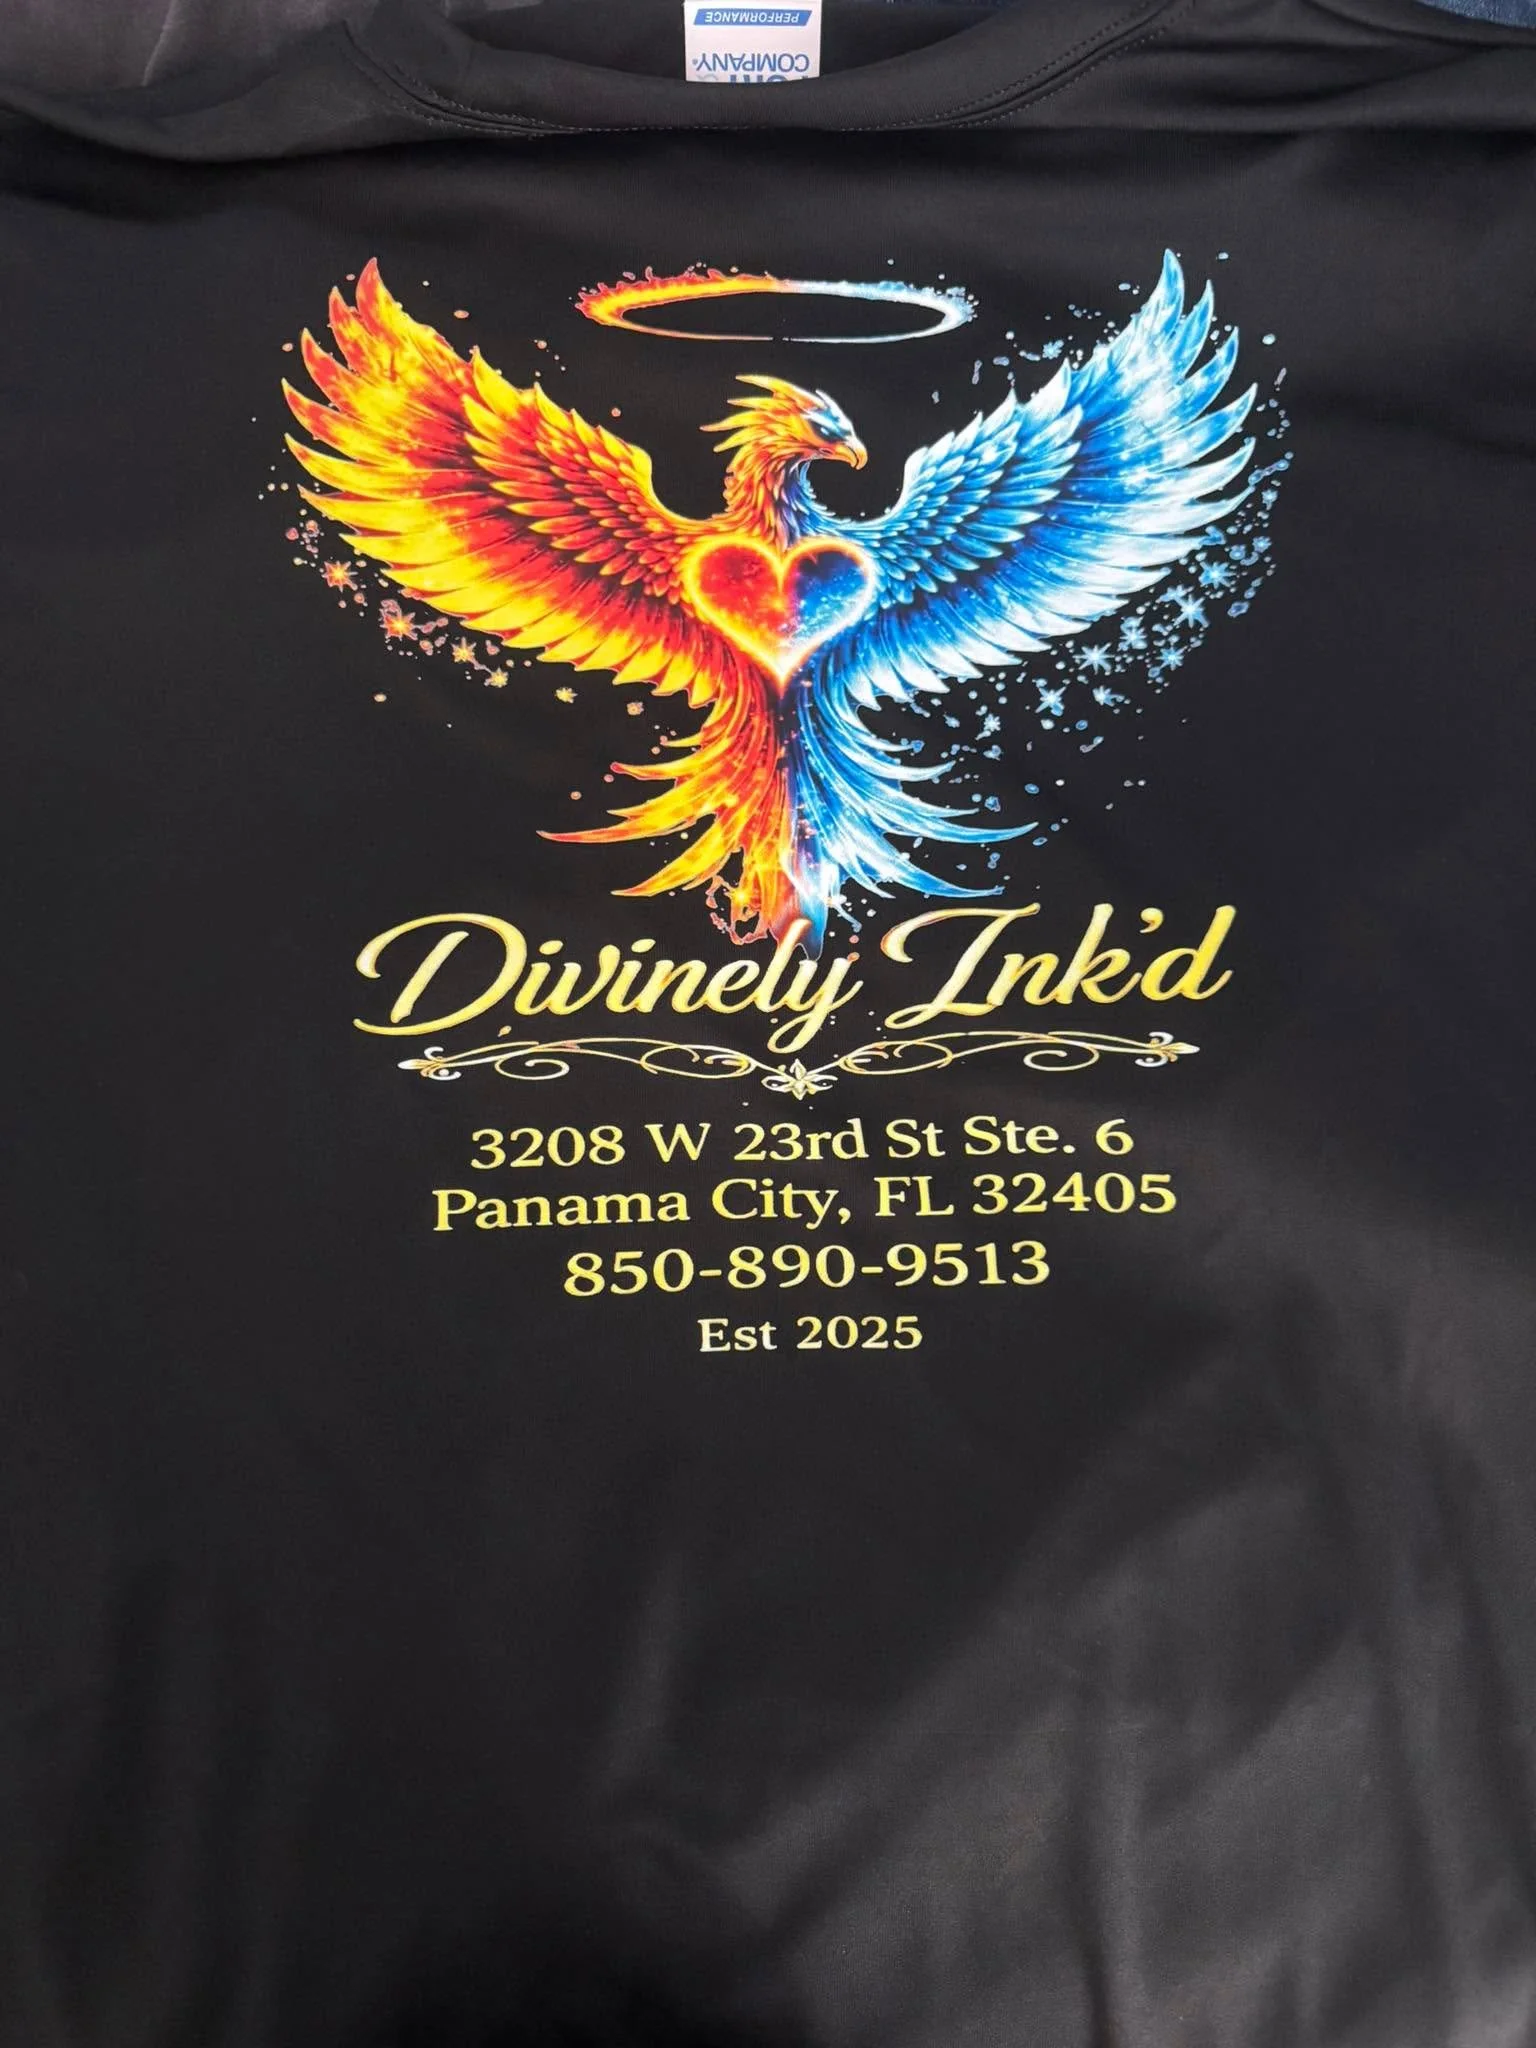 PERFORMANCE
COMPANY
Divinely Ink'd
3208 W 23rd St Ste. 6
Panama City, FL 32405
850-890-9513
Est 2025